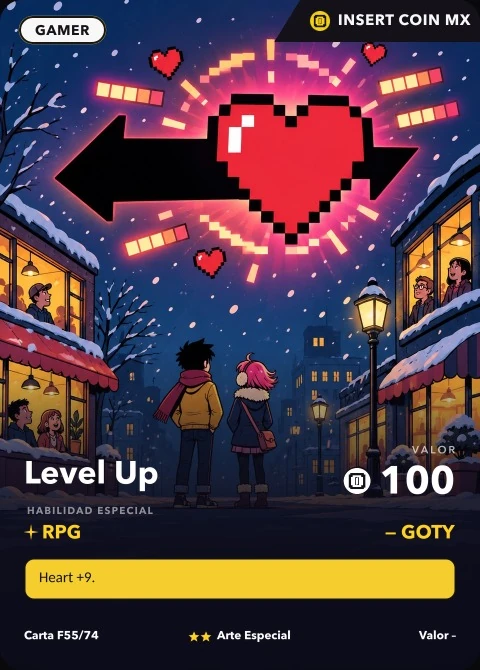 GAMER
INSERT COIN MX
VALOR
Level Up
100
HABILIDAD ESPECIAL
+ RPG
– GOTY
Heart +9.
Carta F55/74
★★ Arte Especial
Valor –